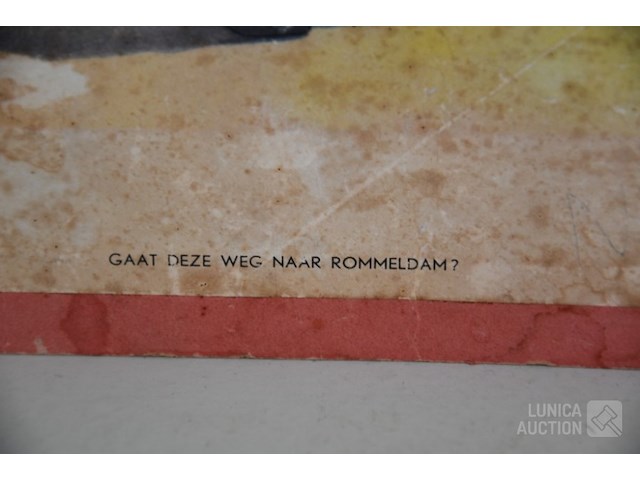 GAAT DEZE WEG NAAR ROMMELDAM?
LUNICA
AUCTION